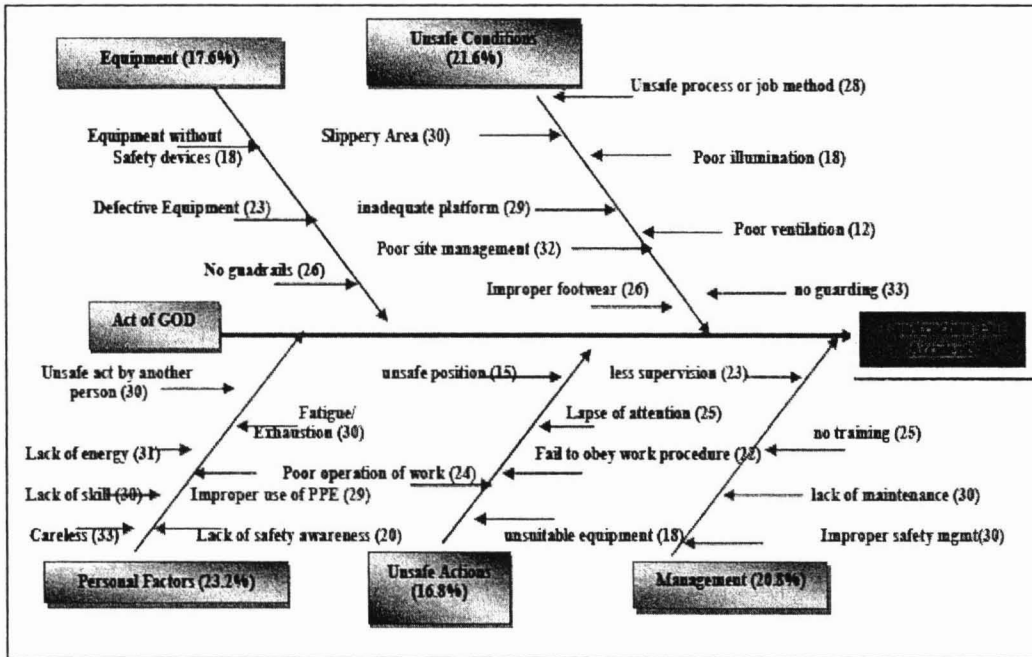 Equipment (17.6%)
Unsafe Conditions
(21.6%)
Unsafe process or job method (28)
Equipment without
Safety devices (18)
Slippery Area (30)
Poor illumination (18)
Defective Equipment (23)
inadequate platform (29)
Poor ventilation (12)
Poor site management (32)
No guadrails (26)
Improper footwear (26)
no guarding (33)
Act of GOD
Unsafe act by another
person (30)
unsafe position (15)
less supervision (23)
Fatigue/
Exhaustion (30)
Lapse of attention (25)
no training (25)
Lack of energy (31)
Poor operation of work (24)
Fail to obey work procedure (22)
Lack of skill (30)
Improper use of PPE (29)
lack of maintenance (30)
Careless (33)
Lack of safety awareness (20)
unsuitable equipment (18)
Improper safety mgmt(30)
Personal Factors (23.2%)
Unsafe Actions
(16.8%)
Management (20.8%)